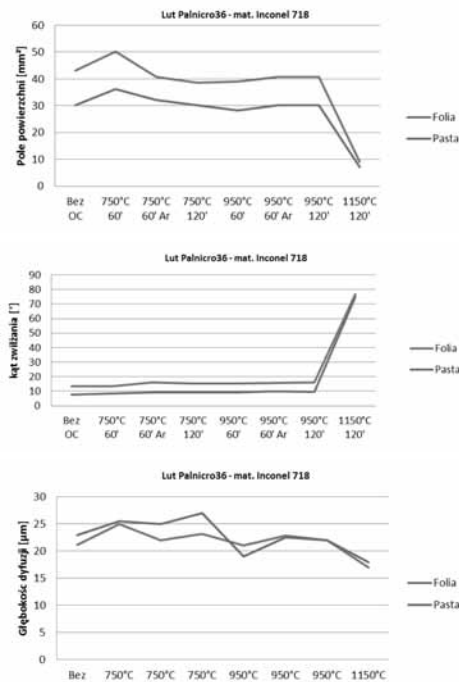 Lut Palnicro36 - mat. Inconel 718
Pole powierzchni [mm²]
60
50
40
30
20
10
0
Bez OC
750°C 60'
750°C 60' Ar
750°C 120'
950°C 60'
950°C 60' Ar
950°C 120'
1150°C 120'
Folia
Pasta
Lut Palnicro36 - mat. Inconel 718
kąt zwilżania [°]
90
80
70
60
50
40
30
20
10
0
Bez OC
750°C 60'
750°C 60' Ar
750°C 120'
950°C 60'
950°C 60' Ar
950°C 120'
1150°C 120'
Folia
Pasta
Lut Palnicro36 - mat. Inconel 718
Głębokośc dyfuzji [µm]
30
25
20
15
10
5
0
Bez
750°C
750°C
750°C
950°C
950°C
950°C
1150°C
Folia
Pasta